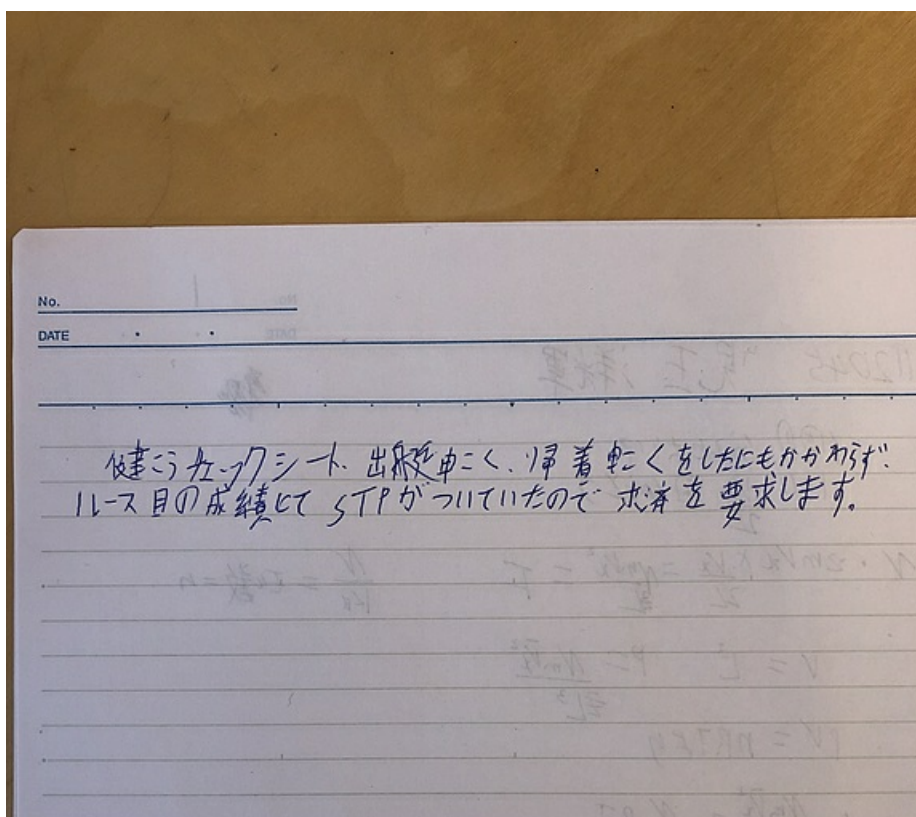 No.
DATE
健こうチェックシート、出艇申こく、帰着申こくをしたにもかかわらず、
1レース目の成績にて STPがついていたので 求済を要求します。